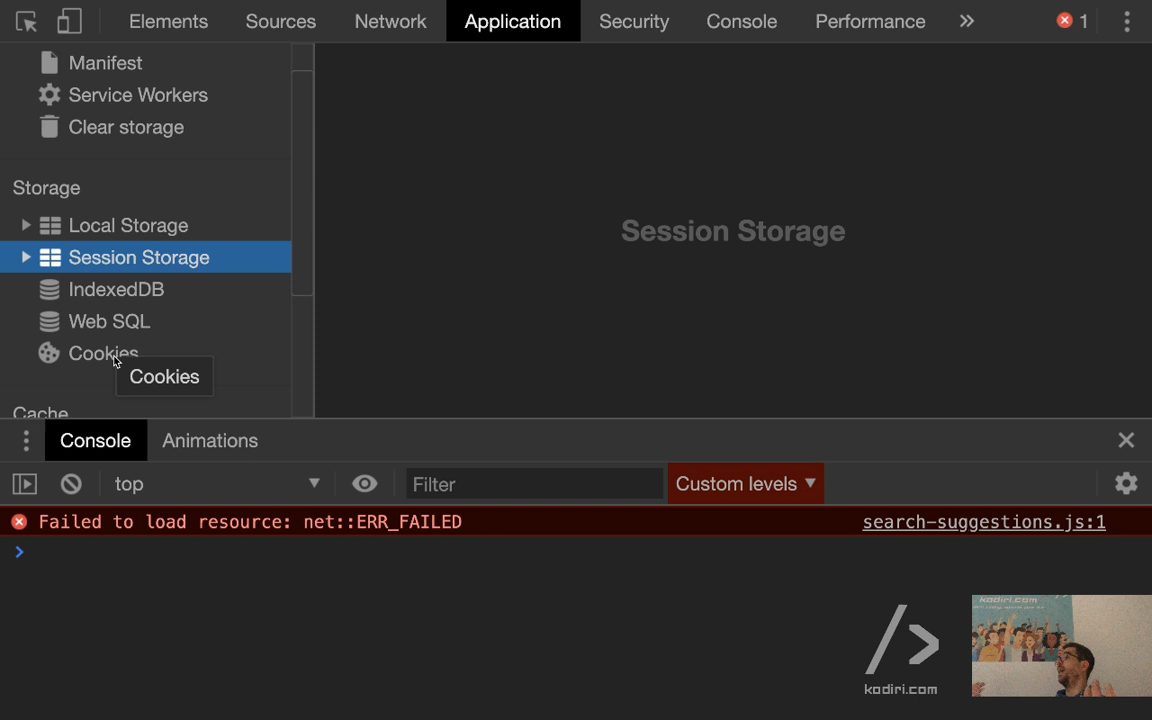 Elements Sources Network Application Security Console Performance » 1
Manifest
Service Workers
Clear storage
Storage
Local Storage
Session Storage
IndexedDB
Web SQL
Cookies
Cookies
Cache
Session Storage
Console Animations
top Filter Custom levels
Failed to load resource: net::ERR_FAILED search-suggestions.js:1
/>
kodiri.com
kodiri.com